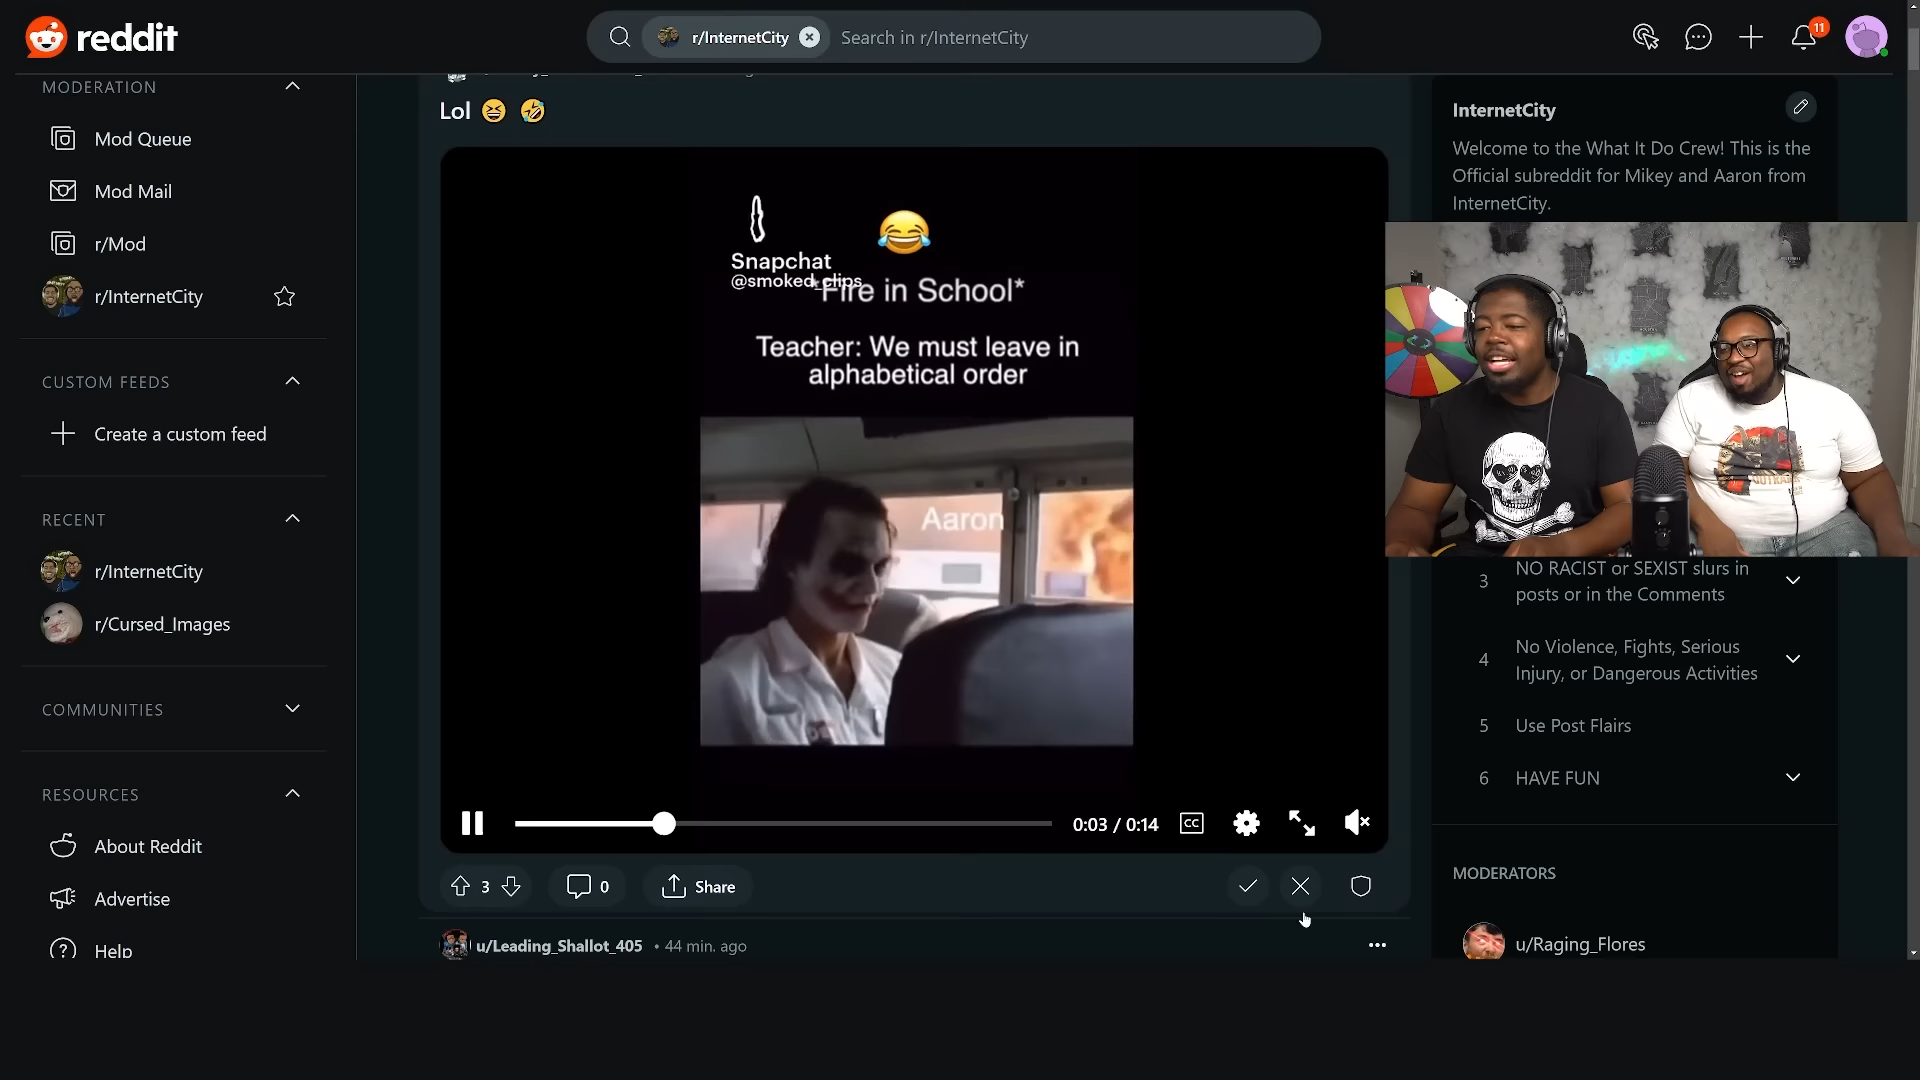 reddit
r/InternetCity
Search in r/InternetCity
11
MODERATION
Mod Queue
Mod Mail
r/Mod
r/InternetCity
CUSTOM FEEDS
Create a custom feed
RECENT
r/InternetCity
r/Cursed_Images
COMMUNITIES
RESOURCES
About Reddit
Advertise
Help
Lol 😆 🤣
😂
Snapchat
@smoked_clips
*Fire in School*
Teacher: We must leave in
alphabetical order
Aaron
0:03 / 0:14
CC
3
0
Share
u/Leading_Shallot_405 • 44 min. ago
InternetCity
Welcome to the What It Do Crew! This is the
Official subreddit for Mikey and Aaron from
InternetCity.
3 NO RACIST or SEXIST slurs in
posts or in the Comments
4 No Violence, Fights, Serious
Injury, or Dangerous Activities
5 Use Post Flairs
6 HAVE FUN
MODERATORS
u/Raging_Flores